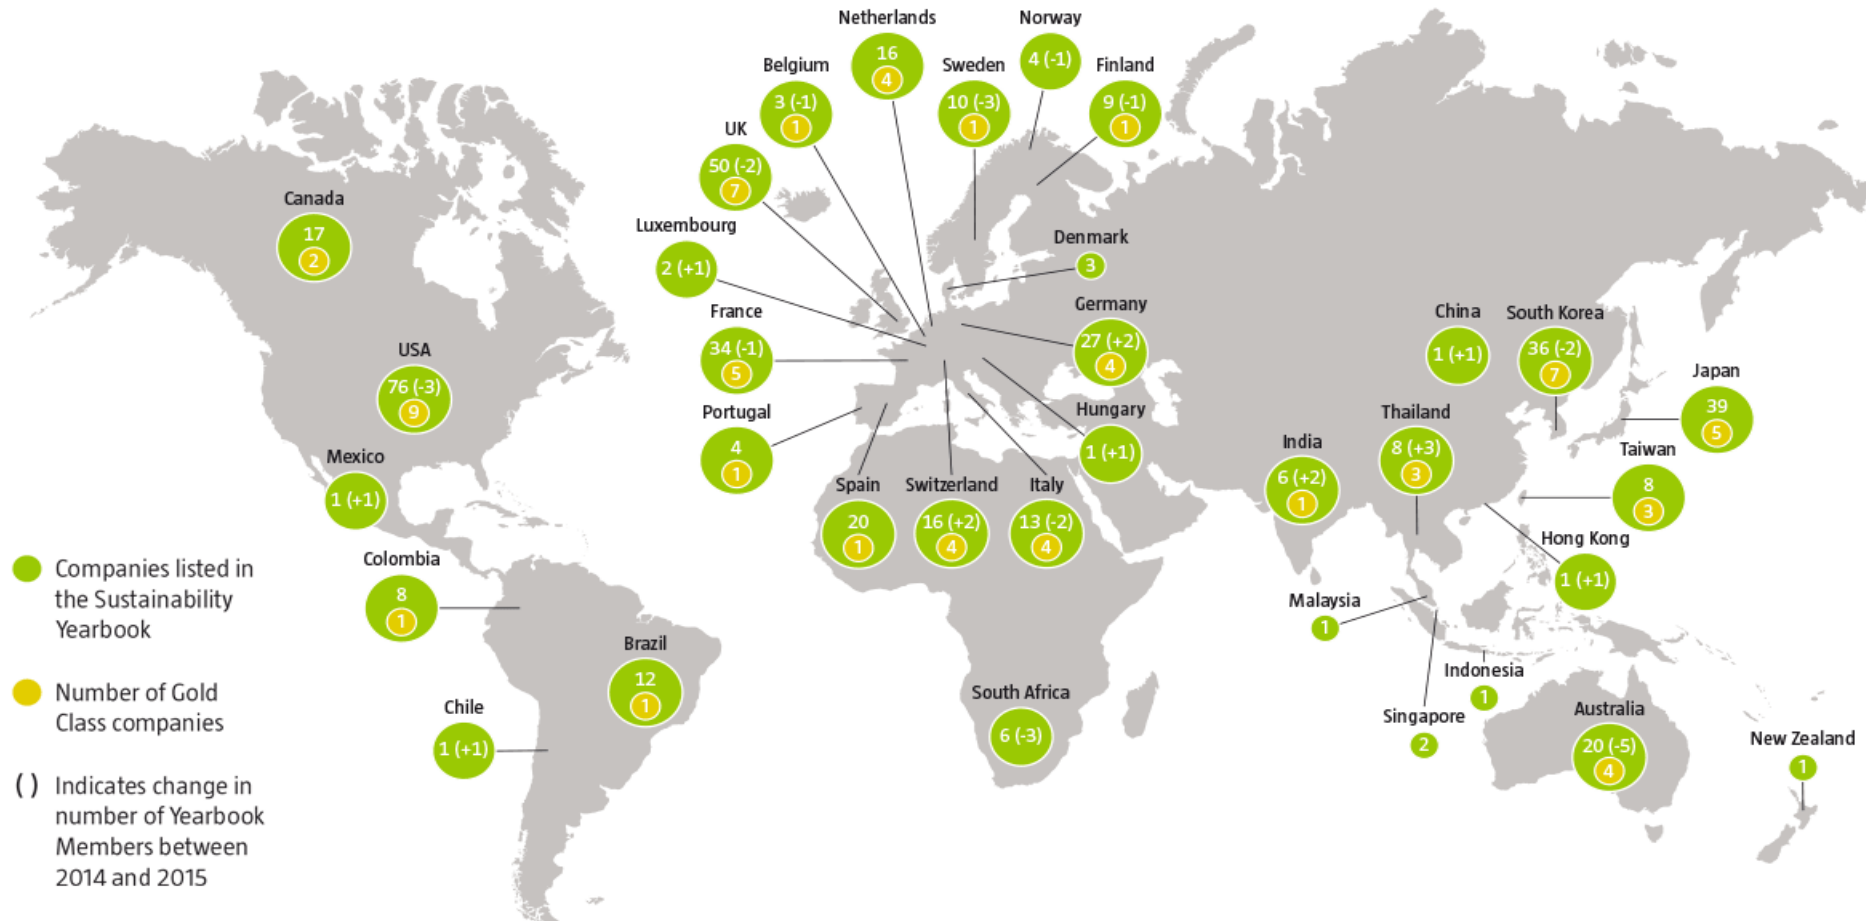 Netherlands
16
4
Norway
4 (-1)
Belgium
3 (-1)
1
Sweden
10 (-3)
1
Finland
9 (-1)
1
UK
50 (-2)
7
Canada
17
2
Luxembourg
2 (+1)
Denmark
3
France
34 (-1)
5
Germany
27 (+2)
4
China
1 (+1)
South Korea
36 (-2)
7
USA
76 (-3)
9
Japan
39
5
Portugal
4
1
Hungary
1 (+1)
Thailand
8 (+3)
3
India
6 (+2)
1
Taiwan
8
3
Mexico
1 (+1)
Spain
20
1
Switzerland
16 (+2)
4
Italy
13 (-2)
4
Hong Kong
1 (+1)
Colombia
8
1
Malaysia
1
Brazil
12
1
Indonesia
1
South Africa
6 (-3)
Chile
1 (+1)
Singapore
2
Australia
20 (-5)
4
New Zealand
1
Companies listed in
the Sustainability
Yearbook
Number of Gold
Class companies
( ) Indicates change in
number of Yearbook
Members between
2014 and 2015